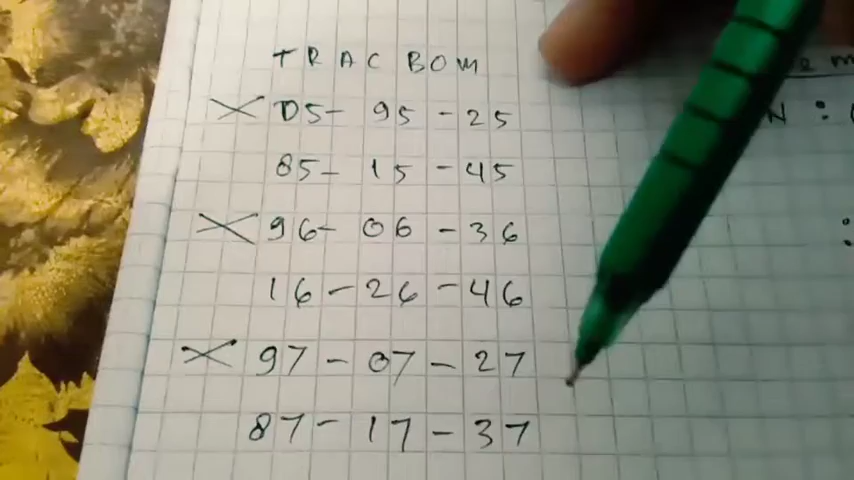 TRAC BOM
X 05- 95 - 25
85- 15 - 45
X 96- 06 - 36
16 - 26 - 46
X 97 - 07 - 27
87 - 17 - 37